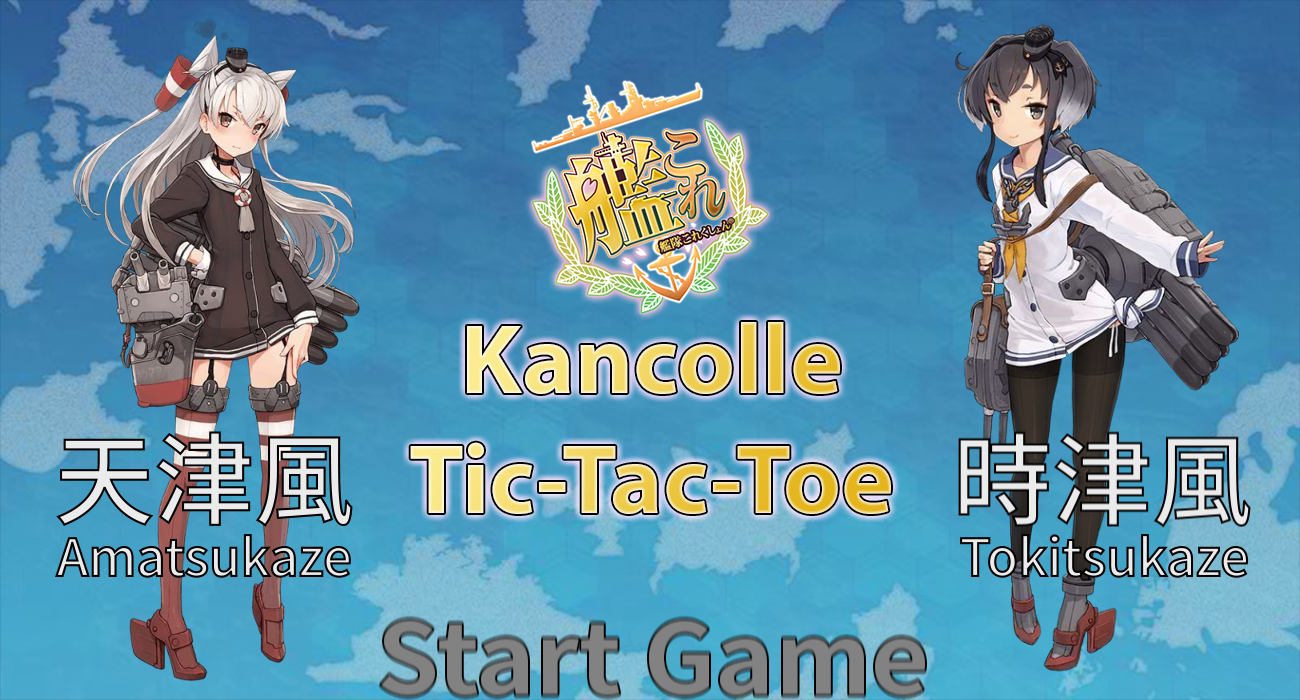 艦これ
艦隊これくしょん
Kancolle
Tic-Tac-Toe
天津風
Amatsukaze
時津風
Tokitsukaze
Start Game